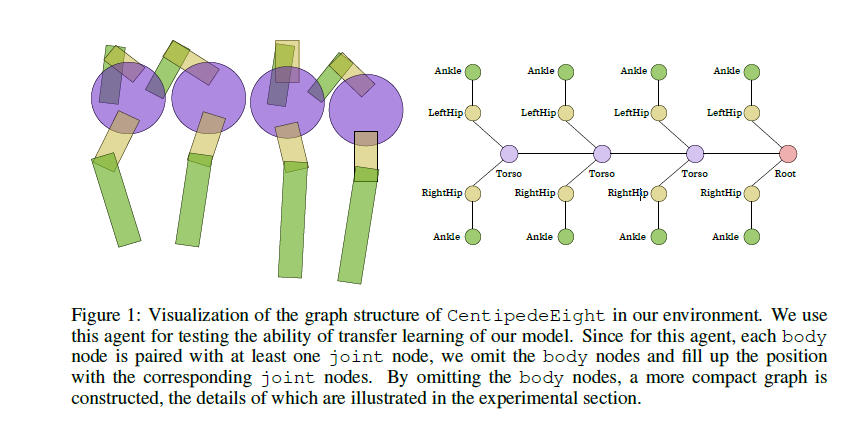 Ankle Ankle Ankle Ankle
LeftHip LeftHip LeftHip LeftHip
Torso Torso Torso Root
RightHip RightHip RightHip RightHip
Ankle Ankle Ankle Ankle
Figure 1: Visualization of the graph structure of CentipedeEight in our environment. We use
this agent for testing the ability of transfer learning of our model. Since for this agent, each body
node is paired with at least one joint node, we omit the body nodes and fill up the position
with the corresponding joint nodes. By omitting the body nodes, a more compact graph is
constructed, the details of which are illustrated in the experimental section.